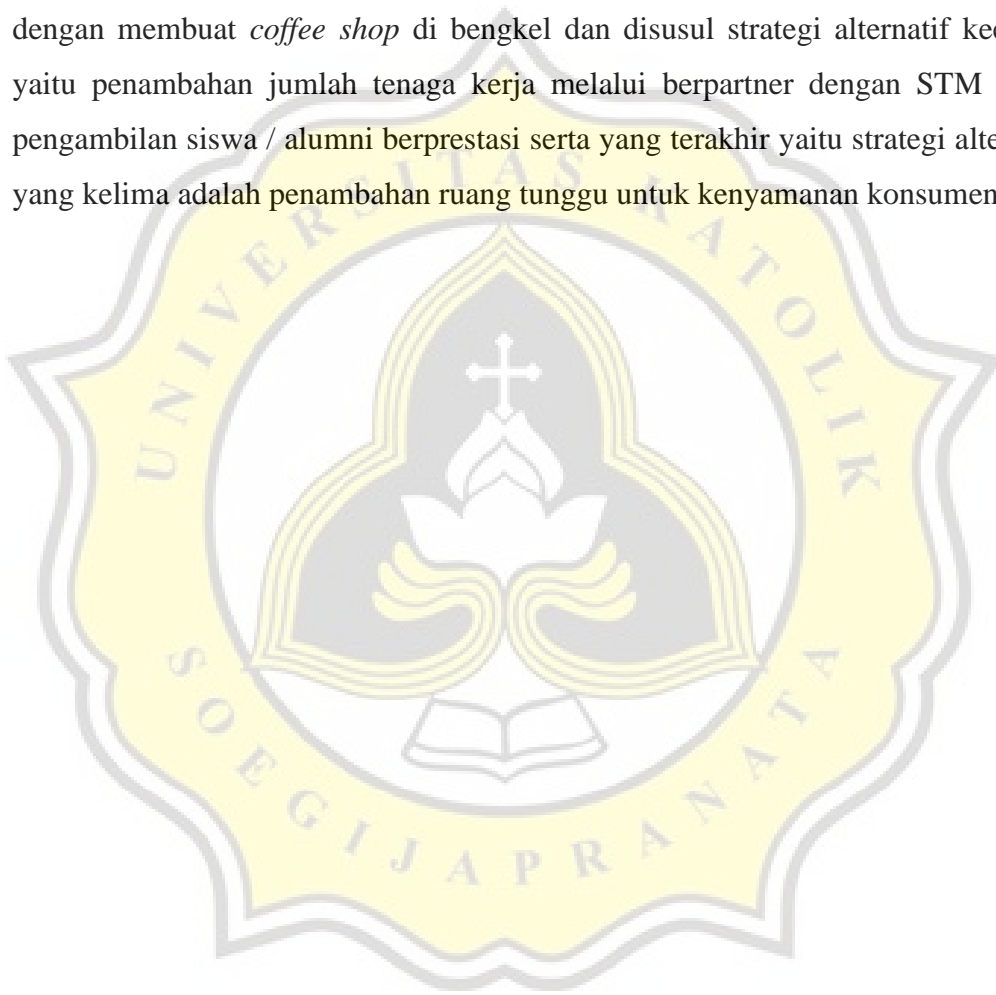 dengan membuat coffee shop di bengkel dan disusul strategi alternatif
yaitu penambahan jumlah tenaga kerja melalui berpartner dengan STM
pengambilan siswa / alumni berprestasi serta yang terakhir yaitu strategi
yang kelima adalah penambahan ruang tunggu untuk kenyamanan konsumen
UNIVERSITAS KATOLIK
SOEGIJAPRANATA